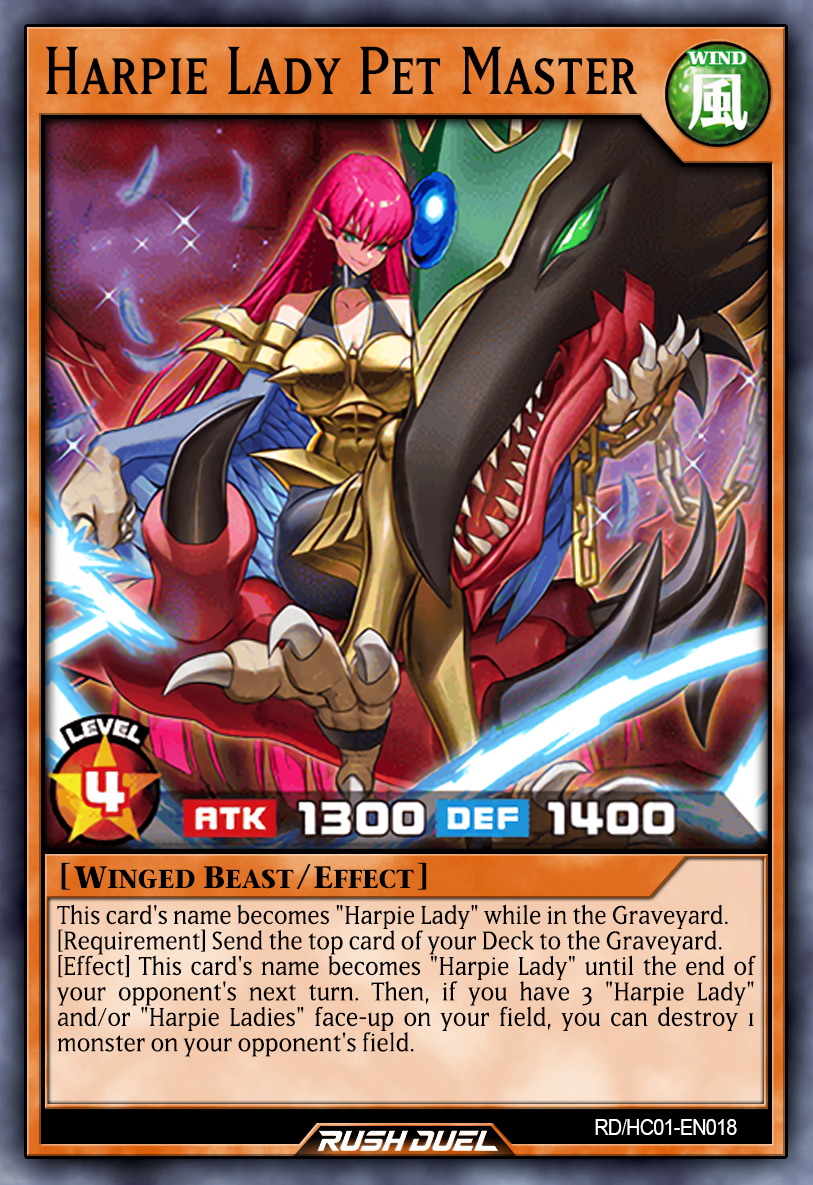 Harpie Lady Pet Master
WIND
風
LEVEL
4
ATK 1300 DEF 1400
[Winged Beast/Effect]
This card's name becomes "Harpie Lady" while in the Graveyard.
[Requirement] Send the top card of your Deck to the Graveyard.
[Effect] This card's name becomes "Harpie Lady" until the end of
your opponent's next turn. Then, if you have 3 "Harpie Lady"
and/or "Harpie Ladies" face-up on your field, you can destroy 1
monster on your opponent's field.
RD/HC01-EN018
RUSH DUEL